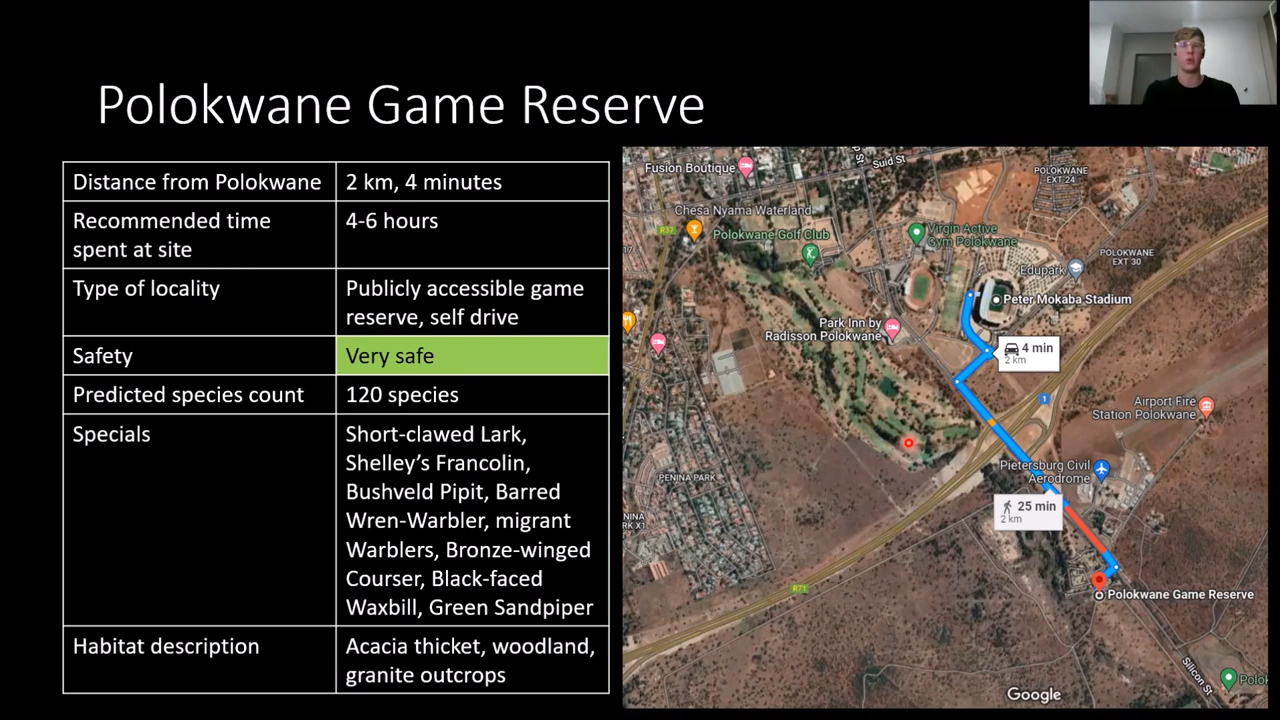 Polokwane Game Reserve
Distance from Polokwane
2 km, 4 minutes
Recommended time
spent at site
4-6 hours
Type of locality
Publicly accessible game
reserve, self drive
Safety
Very safe
Predicted species count
120 species
Specials
Short-clawed Lark,
Shelley’s Francolin,
Bushveld Pipit, Barred
Wren-Warbler, migrant
Warblers, Bronze-winged
Courser, Black-faced
Waxbill, Green Sandpiper
Habitat description
Acacia thicket, woodland,
granite outcrops
Fusion Boutique
Suid St
POLOKWANE
EXT 24
Chesa Nyama Waterland
R37
Polokwane Golf Club
Virgin Active
Gym Polokwane
POLOKWANE
EXT 30
Edupark
Peter Mokaba Stadium
Park Inn by
Radisson Polokwane
4 min
2 km
1
Airport Fire
Station Polokwane
PENINA PARK
Pietersburg Civil
Aerodrome
25 min
2 km
R71
Polokwane Game Reserve
Silicon St
Google